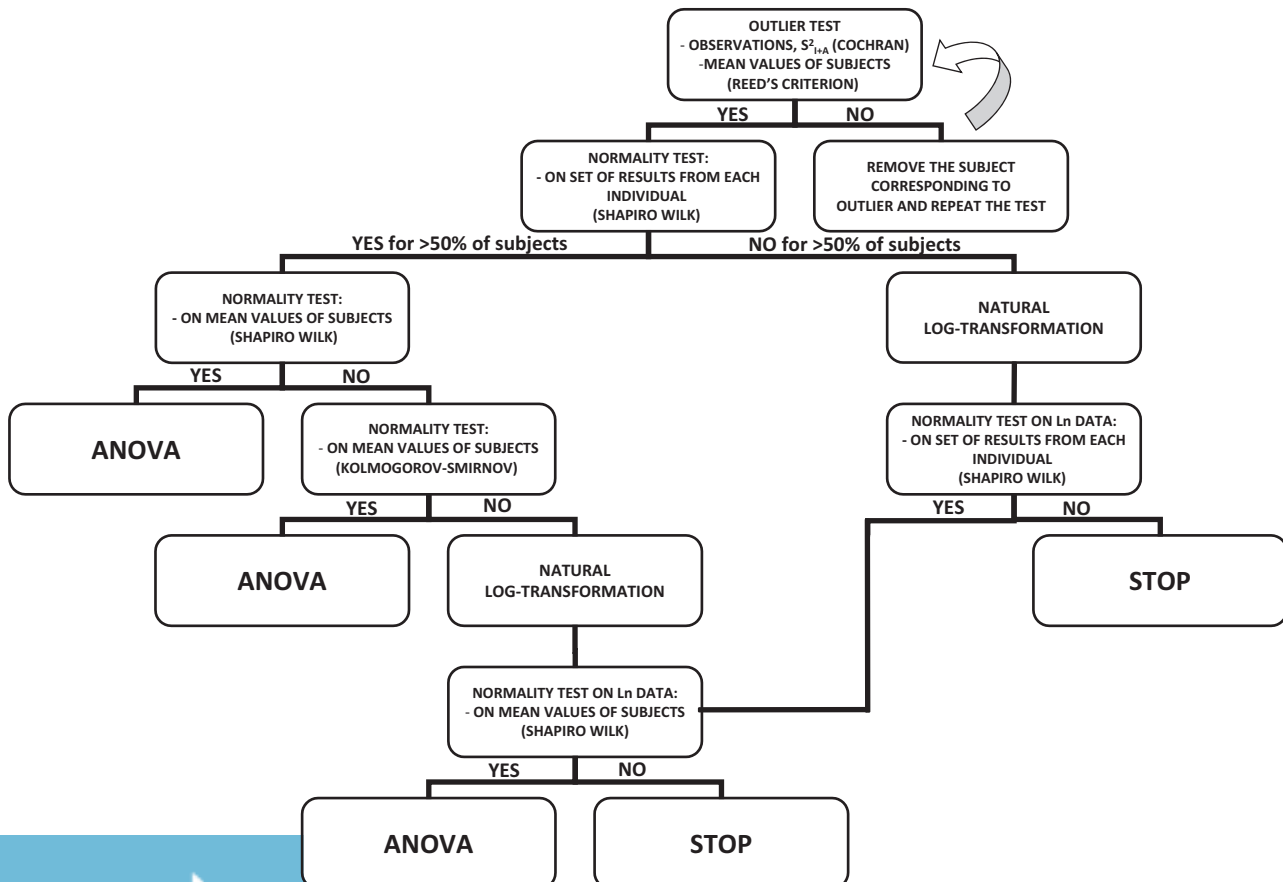 OUTLIER TEST
- OBSERVATIONS, S²I+A (COCHRAN)
-MEAN VALUES OF SUBJECTS
(REED'S CRITERION)
YES
NO
NORMALITY TEST:
- ON SET OF RESULTS FROM EACH
INDIVIDUAL
(SHAPIRO WILK)
REMOVE THE SUBJECT
CORRESPONDING TO
OUTLIER AND REPEAT THE TEST
YES for >50% of subjects
NO for >50% of subjects
NORMALITY TEST:
- ON MEAN VALUES OF SUBJECTS
(SHAPIRO WILK)
NATURAL
LOG-TRANSFORMATION
YES
NO
ANOVA
NORMALITY TEST:
- ON MEAN VALUES OF SUBJECTS
(KOLMOGOROV-SMIRNOV)
NORMALITY TEST ON Ln DATA:
- ON SET OF RESULTS FROM EACH
INDIVIDUAL
(SHAPIRO WILK)
YES
NO
YES
NO
ANOVA
NATURAL
LOG-TRANSFORMATION
STOP
NORMALITY TEST ON Ln DATA:
- ON MEAN VALUES OF SUBJECTS
(SHAPIRO WILK)
YES
NO
ANOVA
STOP